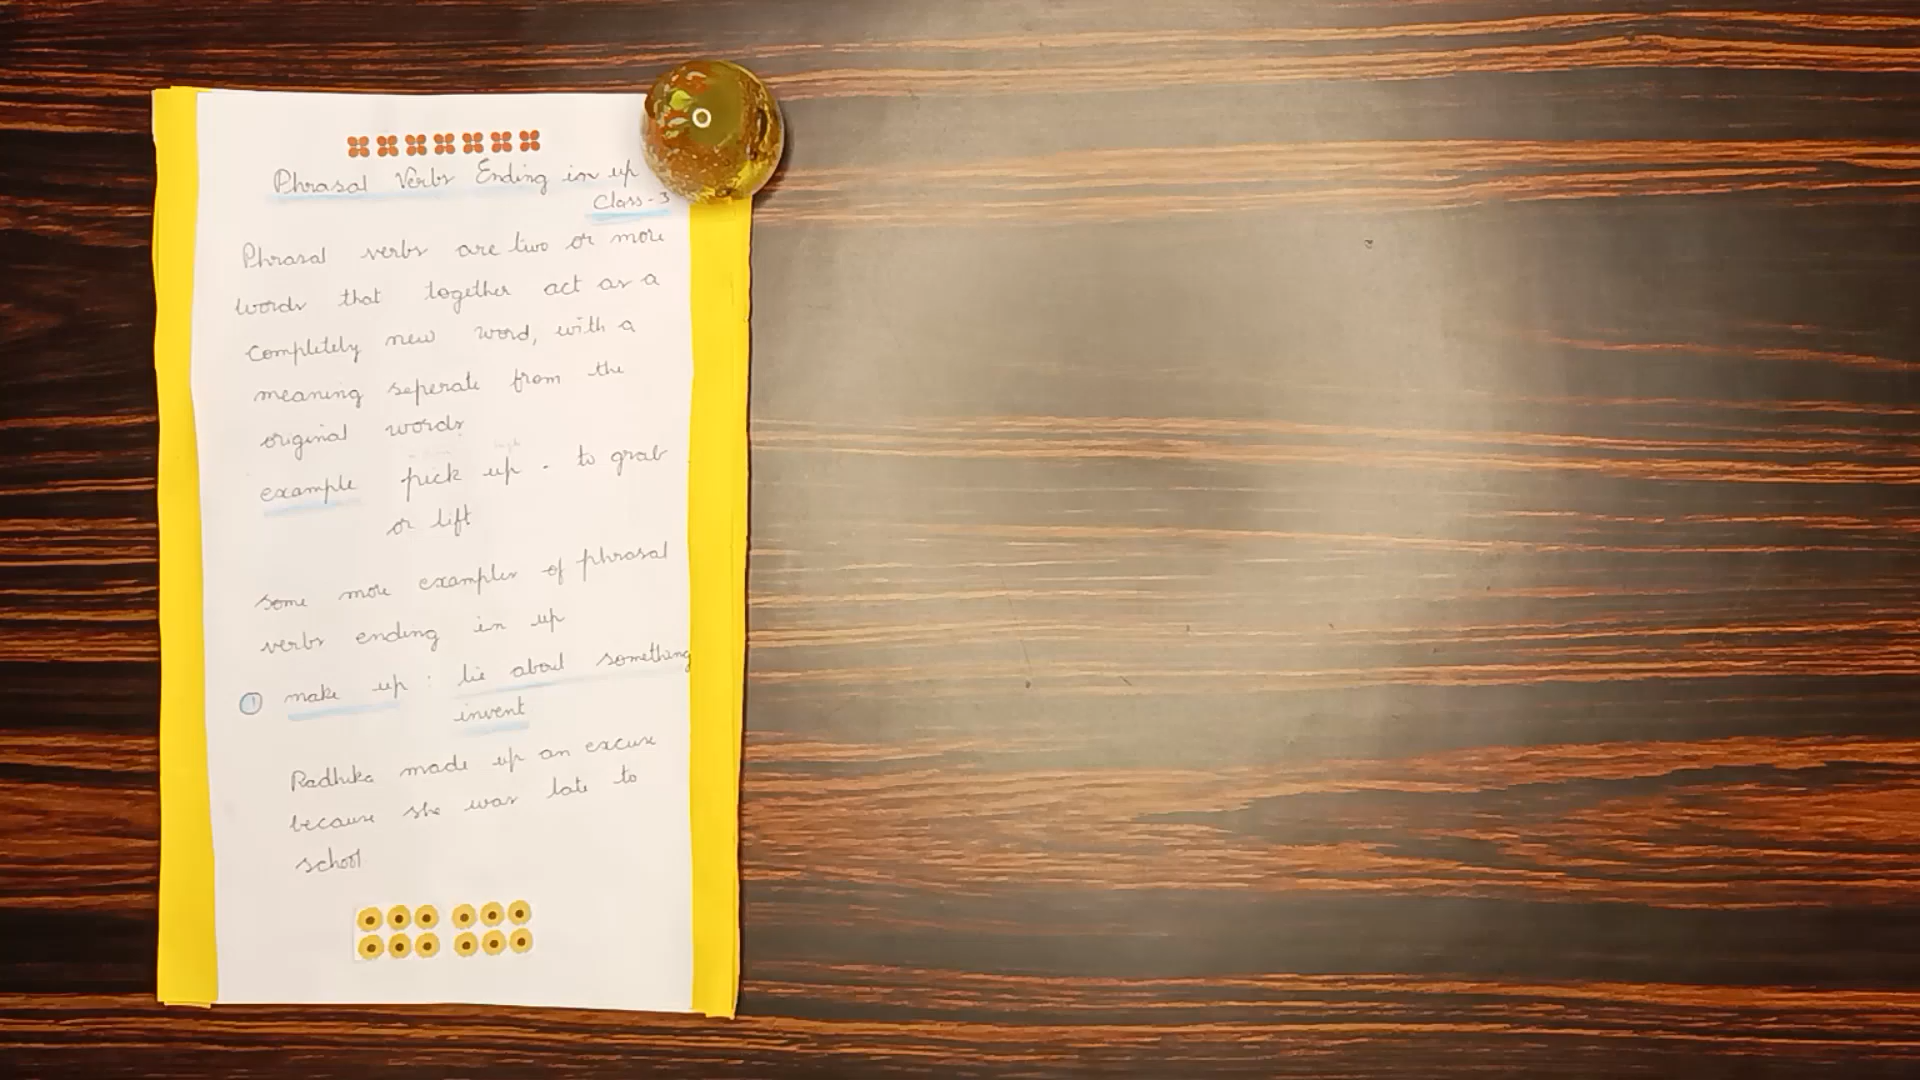 Phrasal Verbs Ending in up
Class - 3
Phrasal verbs are two or more
words that together act as a
completely new word, with a
meaning seperate from the
original words
example pick up - to grab
or lift
some more examples of phrasal
verbs ending in up
① make up : lie about something
invent
Radhika made up an excuse
because she was late to
school